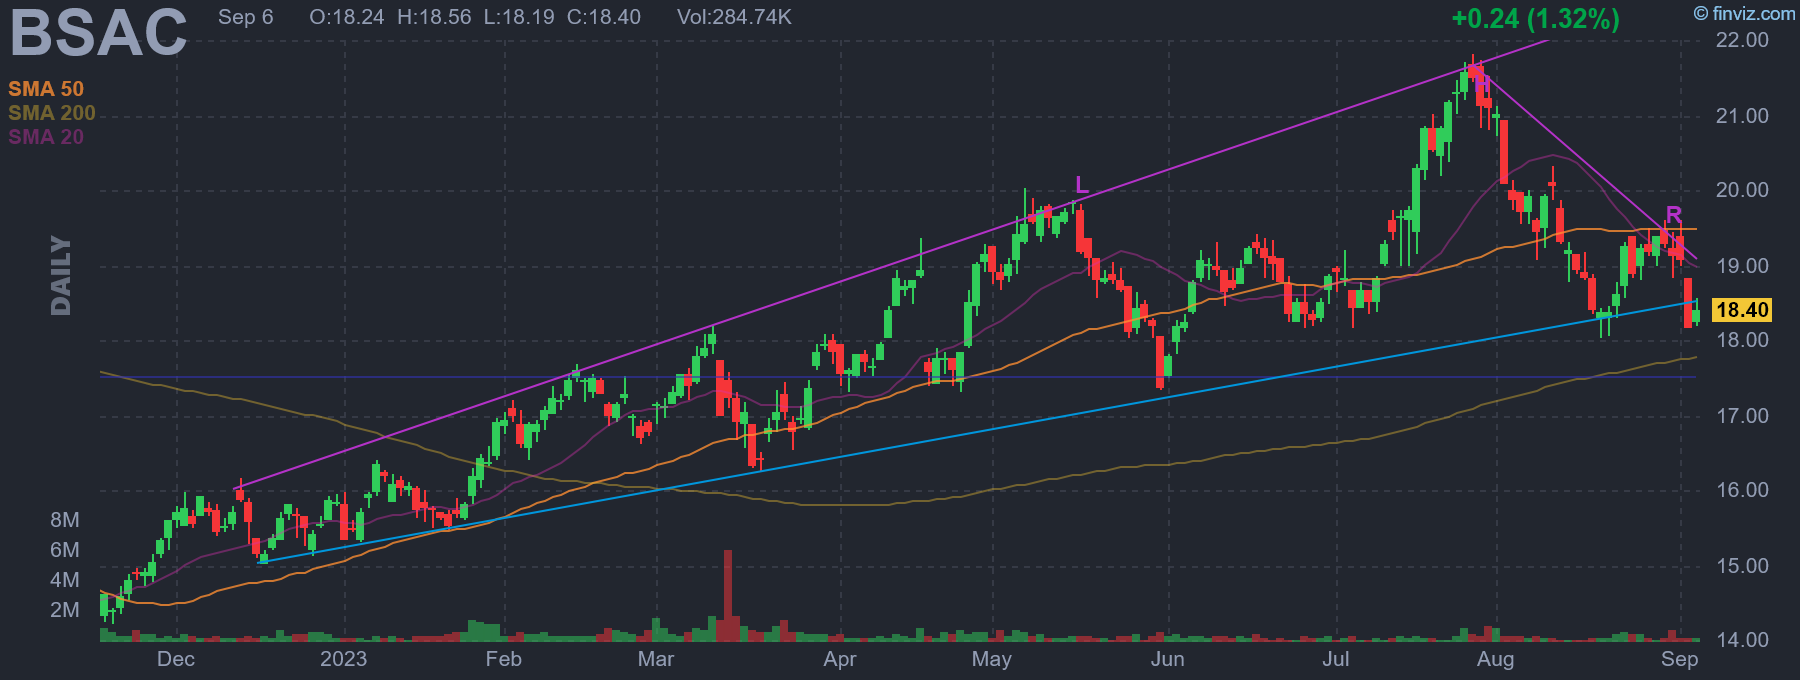 BSAC Sep 6 O:18.24 H:18.56 L:18.19 C:18.40 Vol:284.74K +0.24 (1.32%) © finviz.com
SMA 50
SMA 200
SMA 20
DAILY
L
H
R
22.00
21.00
20.00
19.00
18.40
18.00
17.00
16.00
15.00
14.00
8M
6M
4M
2M
Dec 2023 Feb Mar Apr May Jun Jul Aug Sep